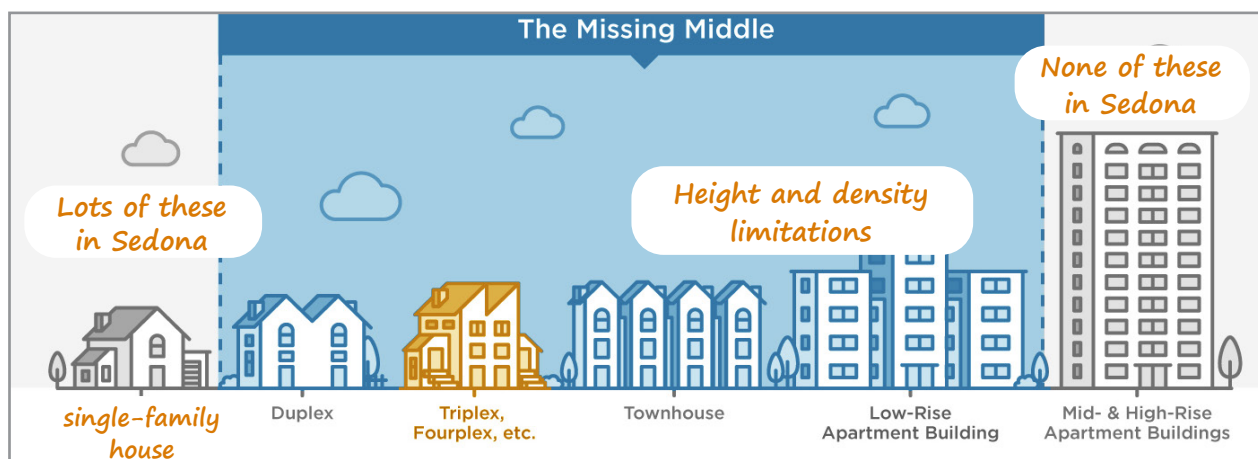 The Missing Middle
None of these
in Sedona
Lots of these
in Sedona
Height and density
limitations
single-family
house
Duplex
Triplex,
Fourplex, etc.
Townhouse
Low-Rise
Apartment Building
Mid- & High-Rise
Apartment Buildings